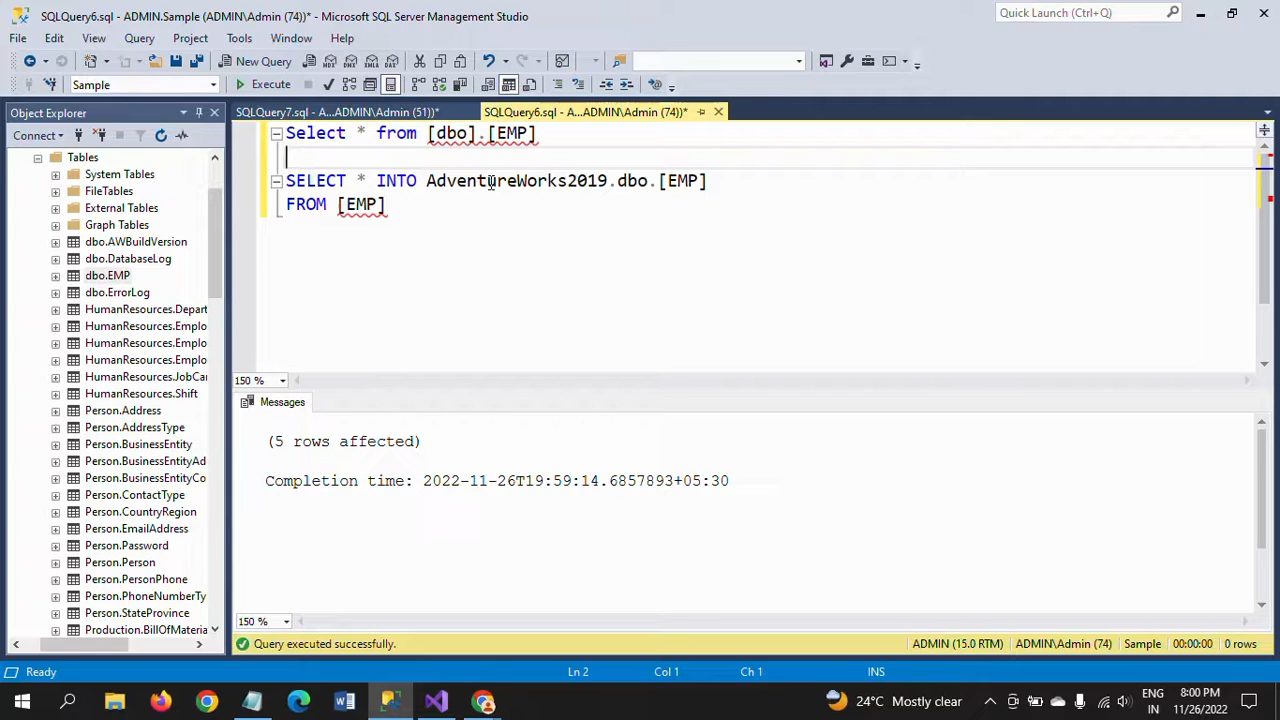 SQLQuery6.sql - ADMIN.Sample (ADMIN\Admin (74))* - Microsoft SQL Server Management Studio
Quick Launch (Ctrl+Q)
File Edit View Query Project Tools Window Help
New Query
Sample Execute
Object Explorer
SQLQuery7.sql - A...ADMIN\Admin (51))*
SQLQuery6.sql - A...ADMIN\Admin (74))*
Connect
Tables
System Tables
FileTables
External Tables
Graph Tables
dbo.AWBuildVersion
dbo.DatabaseLog
dbo.EMP
dbo.ErrorLog
HumanResources.Depart
HumanResources.Emplo
HumanResources.Emplo
HumanResources.Emplo
HumanResources.JobCan
HumanResources.Shift
Person.Address
Person.AddressType
Person.BusinessEntity
Person.BusinessEntityAd
Person.BusinessEntityCo
Person.ContactType
Person.CountryRegion
Person.EmailAddress
Person.Password
Person.Person
Person.PersonPhone
Person.PhoneNumberTy
Person.StateProvince
Production.BillOfMateria
Select * from [dbo].[EMP]
SELECT * INTO AdventureWorks2019.dbo.[EMP]
FROM [EMP]
150 %
Messages
(5 rows affected)
Completion time: 2022-11-26T19:59:14.6857893+05:30
150 %
Query executed successfully.
ADMIN (15.0 RTM) ADMIN\Admin (74) Sample 00:00:00 0 rows
Ready Ln 2 Col 1 Ch 1 INS
24°C Mostly clear
ENG
IN
8:00 PM
11/26/2022